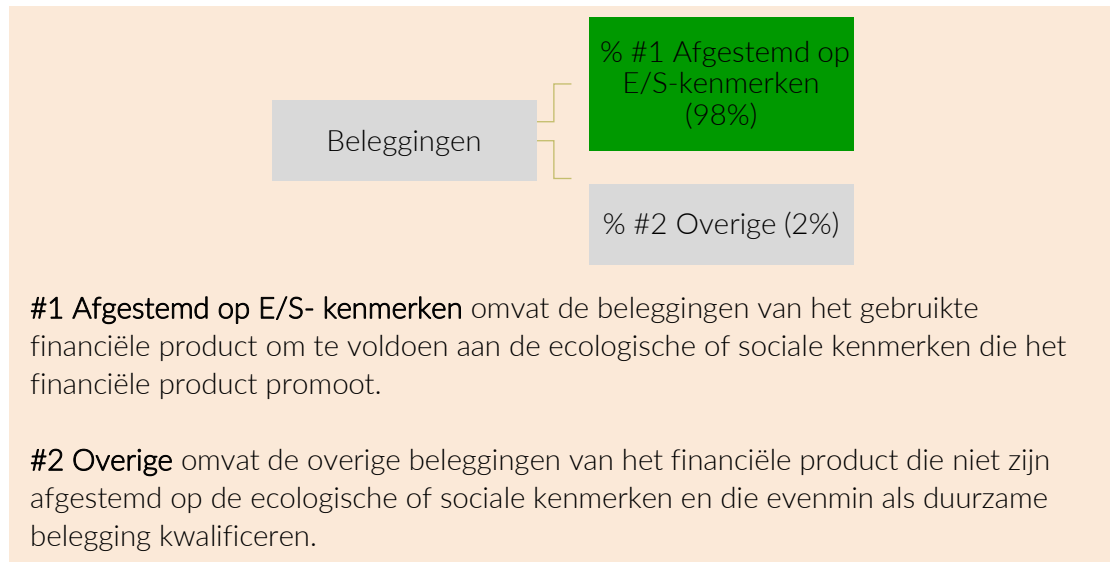 % #1 Afgestemd op
E/S-kenmerken
(98%)
Beleggingen
% #2 Overige (2%)
#1 Afgestemd op E/S- kenmerken omvat de beleggingen van het gebruikte
financiële product om te voldoen aan de ecologische of sociale kenmerken die het
financiële product promoot.
#2 Overige omvat de overige beleggingen van het financiële product die niet zijn
afgestemd op de ecologische of sociale kenmerken en die evenmin als duurzame
belegging kwalificeren.